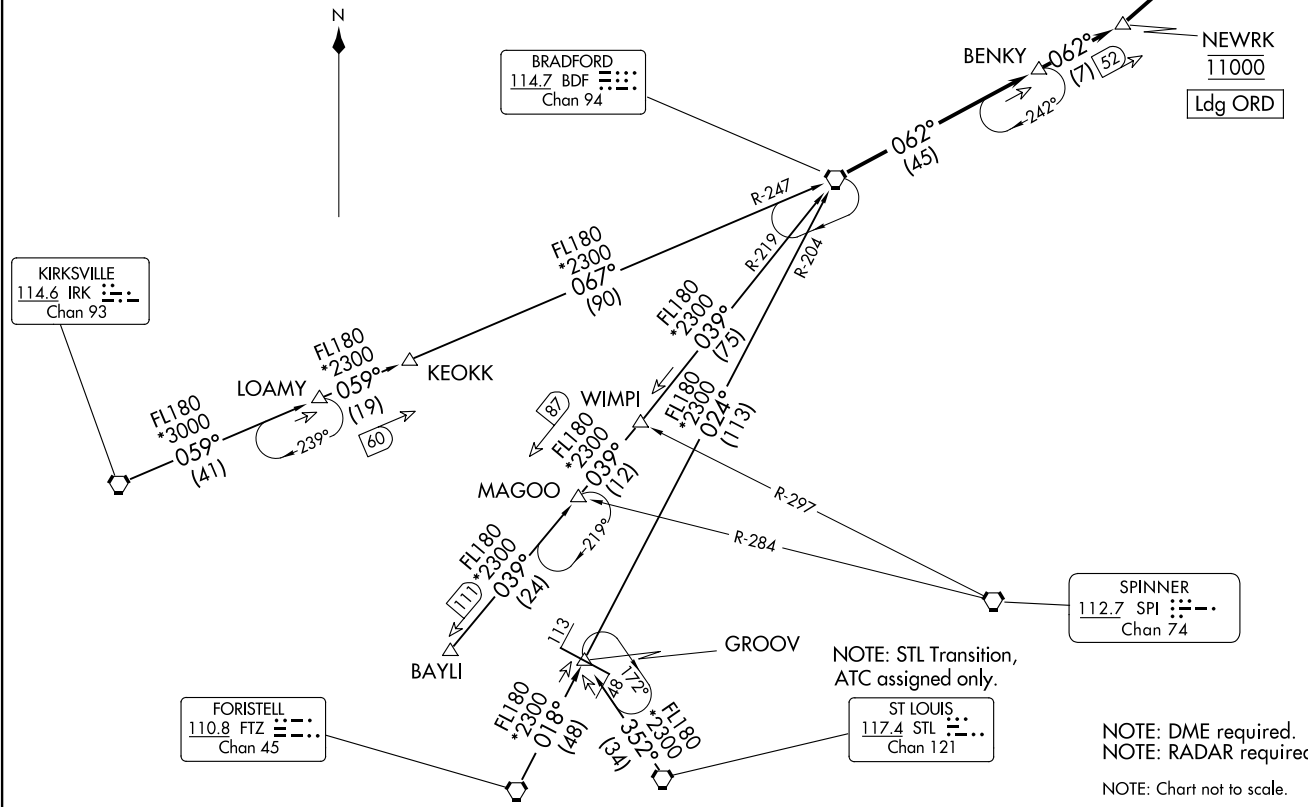 N
BRADFORD
114.7 BDF
Chan 94
BENKY
062°
(7)
52
NEWRK
11000
Ldg ORD
242°
062°
(45)
R-247
R-219
R-204
FL180
*2300
067°
(90)
KIRKSVILLE
114.6 IRK
Chan 93
FL180
*2300
039°
(75)
FL180
*2300
059°
(19)
KEOKK
LOAMY
60
239°
FL180
*3000
059°
(41)
WIMPI
FL180
*2300
024°
(113)
87
FL180
*2300
039°
(12)
MAGOO
R-297
R-284
219°
FL180
*2300
039°
(24)
111
BAYLI
SPINNER
112.7 SPI
Chan 74
113
GROOV
172°
48
NOTE: STL Transition,
ATC assigned only.
FORISTELL
110.8 FTZ
Chan 45
FL180
*2300
018°
(48)
FL180
*2300
352°
(34)
ST LOUIS
117.4 STL
Chan 121
NOTE: DME required.
NOTE: RADAR required
NOTE: Chart not to scale.